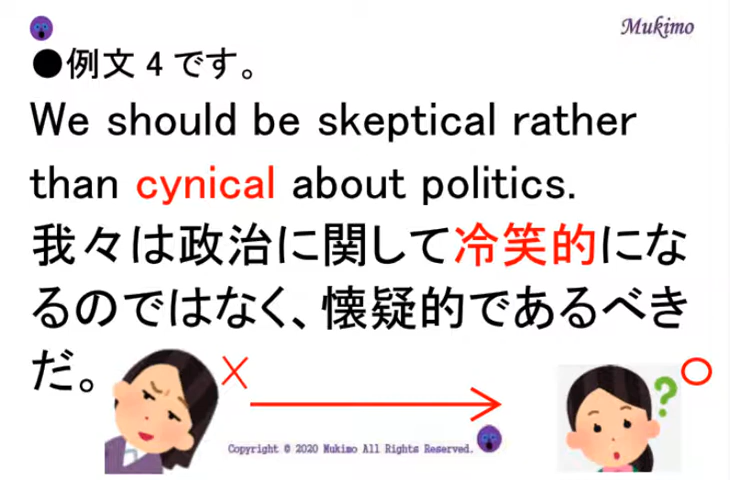 Mukimo
●例文4です。
We should be skeptical rather
than cynical about politics.
我々は政治に関して冷笑的にな
るのではなく、懐疑的であるべき
だ。
Copyright © 2020 Mukimo All Rights Reserved.